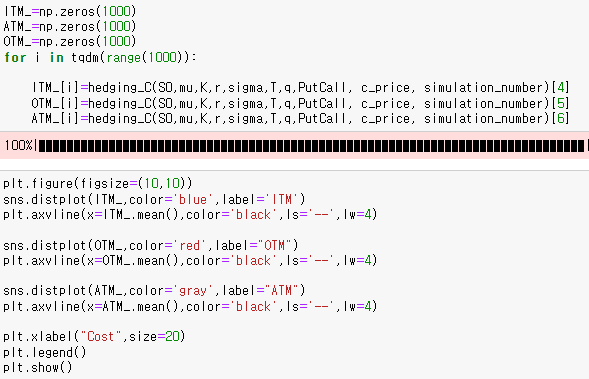 ITM_=np.zeros(1000)
ATM_=np.zeros(1000)
OTM_=np.zeros(1000)
for i in tqdm(range(1000)):
    ITM_[i]=hedging_C(S0,mu,K,r,sigma,T,q,PutCall, c_price, simulation_number)[4]
    OTM_[i]=hedging_C(S0,mu,K,r,sigma,T,q,PutCall, c_price, simulation_number)[5]
    ATM_[i]=hedging_C(S0,mu,K,r,sigma,T,q,PutCall, c_price, simulation_number)[6]
100%
plt.figure(figsize=(10,10))
sns.distplot(ITM_,color='blue',label='ITM')
plt.axvline(x=ITM_.mean(),color='black',ls='--',lw=4)
sns.distplot(OTM_,color='red',label="OTM")
plt.axvline(x=OTM_.mean(),color='black',ls='--',lw=4)
sns.distplot(ATM_,color='gray',label="ATM")
plt.axvline(x=ATM_.mean(),color='black',ls='--',lw=4)
plt.xlabel("Cost",size=20)
plt.legend()
plt.show()